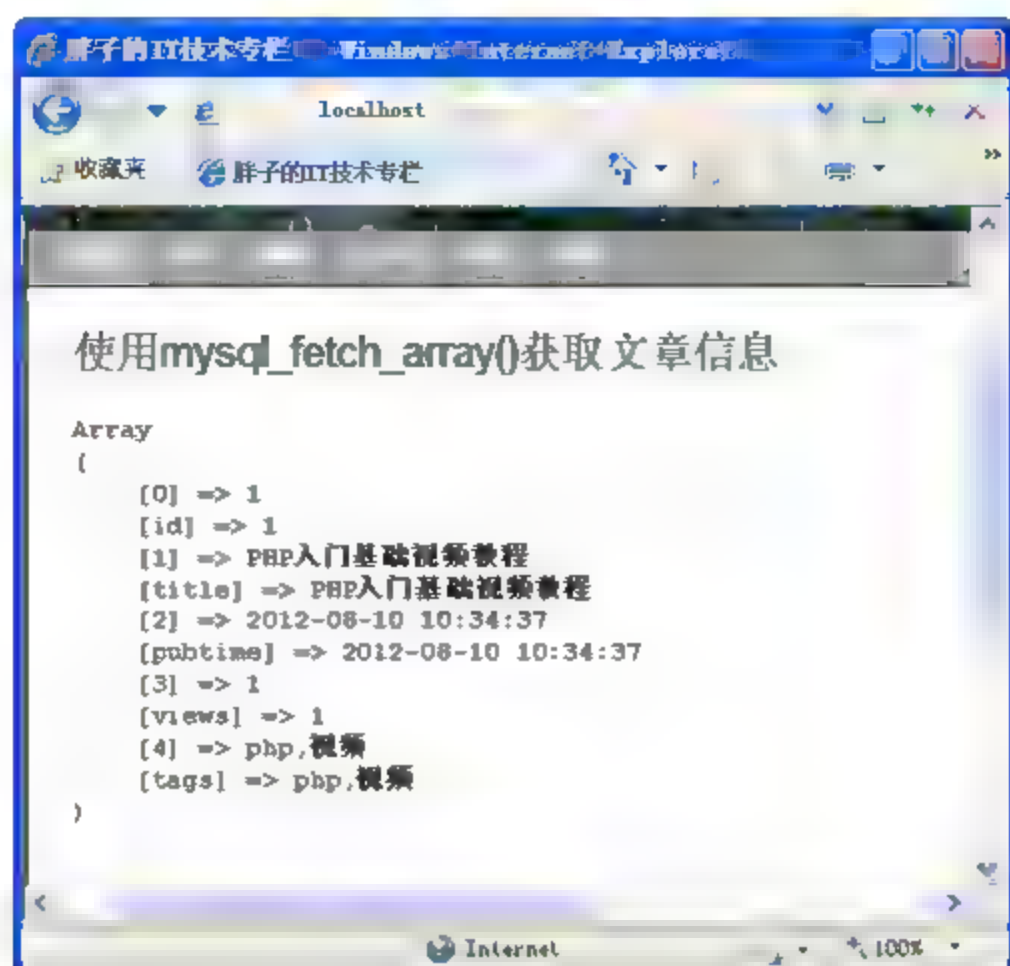 胖子的IT技术专栏 - Windows Internet Explorer
localhost
收藏夹 胖子的IT技术专栏
使用mysql_fetch_array()获取文章信息
Array
(
[0] => 1
[id] => 1
[1] => PHP入门基础视频教程
[title] => PHP入门基础视频教程
[2] => 2012-08-10 10:34:37
[pubtime] => 2012-08-10 10:34:37
[3] => 1
[views] => 1
[4] => php,视频
[tags] => php,视频
)
Internet 100%